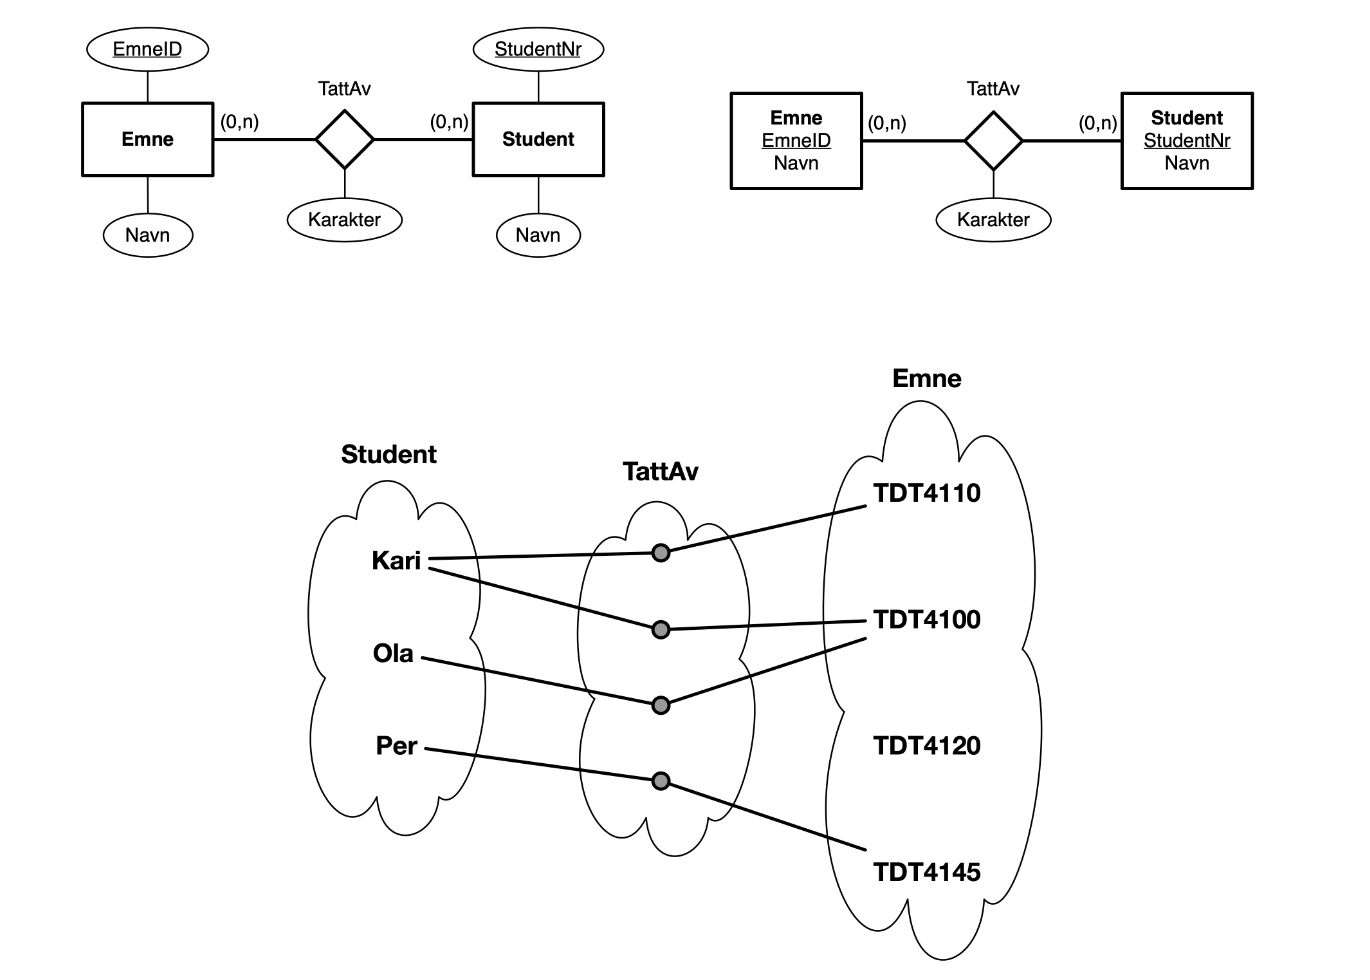 EmneID
StudentNr
TattAv
Emne
(0,n)
(0,n)
Student
Karakter
Navn
Navn
TattAv
Emne
EmneID
Navn
(0,n)
(0,n)
Student
StudentNr
Navn
Karakter
Emne
Student
TattAv
TDT4110
Kari
TDT4100
Ola
Per
TDT4120
TDT4145